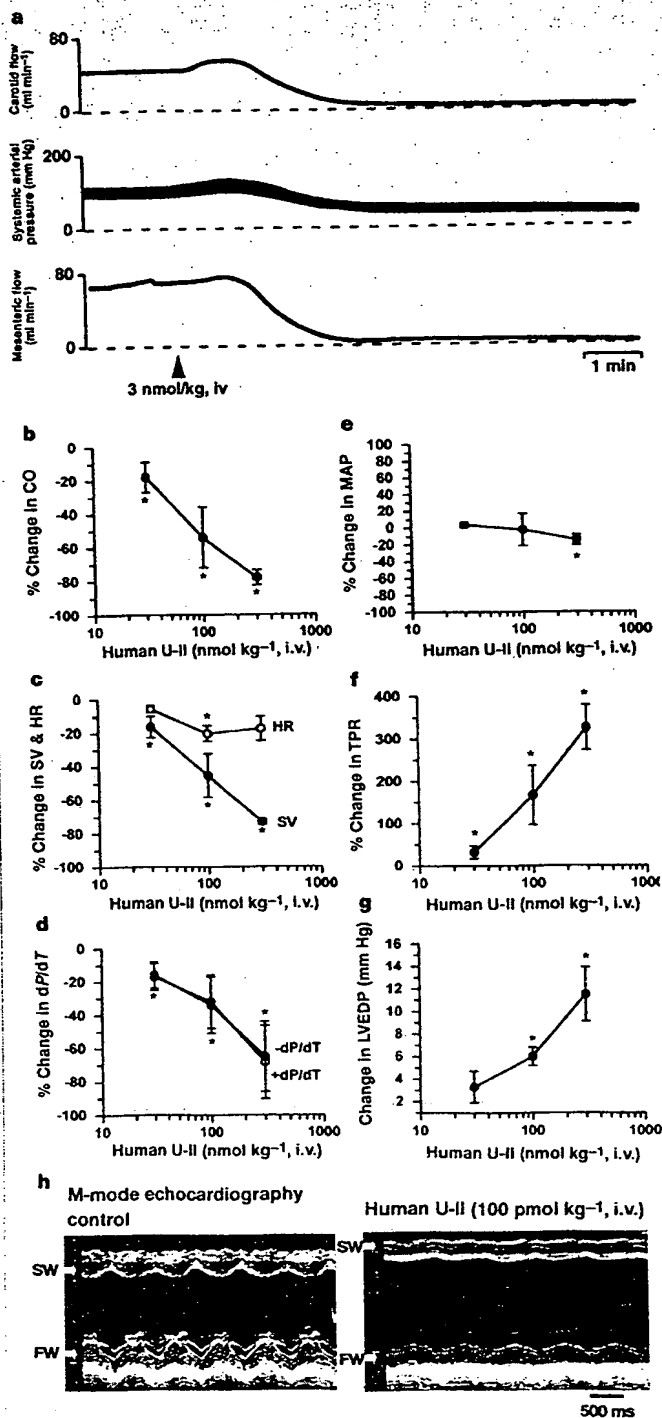 a
80
Carotid flow
(ml min–1)
0
200
Systemic arterial
pressure (mm Hg)
0
80
Mesenteric flow
(ml min–1)
0
3 nmol/kg, iv
1 min
b
0
-20
-40
-60
-80
-100
% Change in CO
*
*
*
10
100
1000
Human U-II (nmol kg–1, i.v.)
e
100
80
60
40
20
0
-20
-40
-60
-80
-100
% Change in MAP
*
10
100
1000
Human U-II (nmol kg–1, i.v.)
c
0
-20
-40
-60
-80
-100
% Change in SV & HR
*
HR
*
*
SV
*
10
100
1000
Human U-II (nmol kg–1, i.v.)
f
400
300
200
100
0
% Change in TPR
*
*
*
10
100
1000
Human U-II (nmol kg–1, i.v.)
d
0
-20
-40
-60
-80
-100
% Change in dP/dT
*
*
*
-dP/dT
+dP/dT
10
100
1000
Human U-II (nmol kg–1, i.v.)
g
16
14
12
10
8
6
4
2
Change in LVEDP (mm Hg)
*
*
10
100
1000
Human U-II (nmol kg–1, i.v.)
h
M-mode echocardiography
control
SW
FW
Human U-II (100 pmol kg–1, i.v.)
SW
FW
500 ms